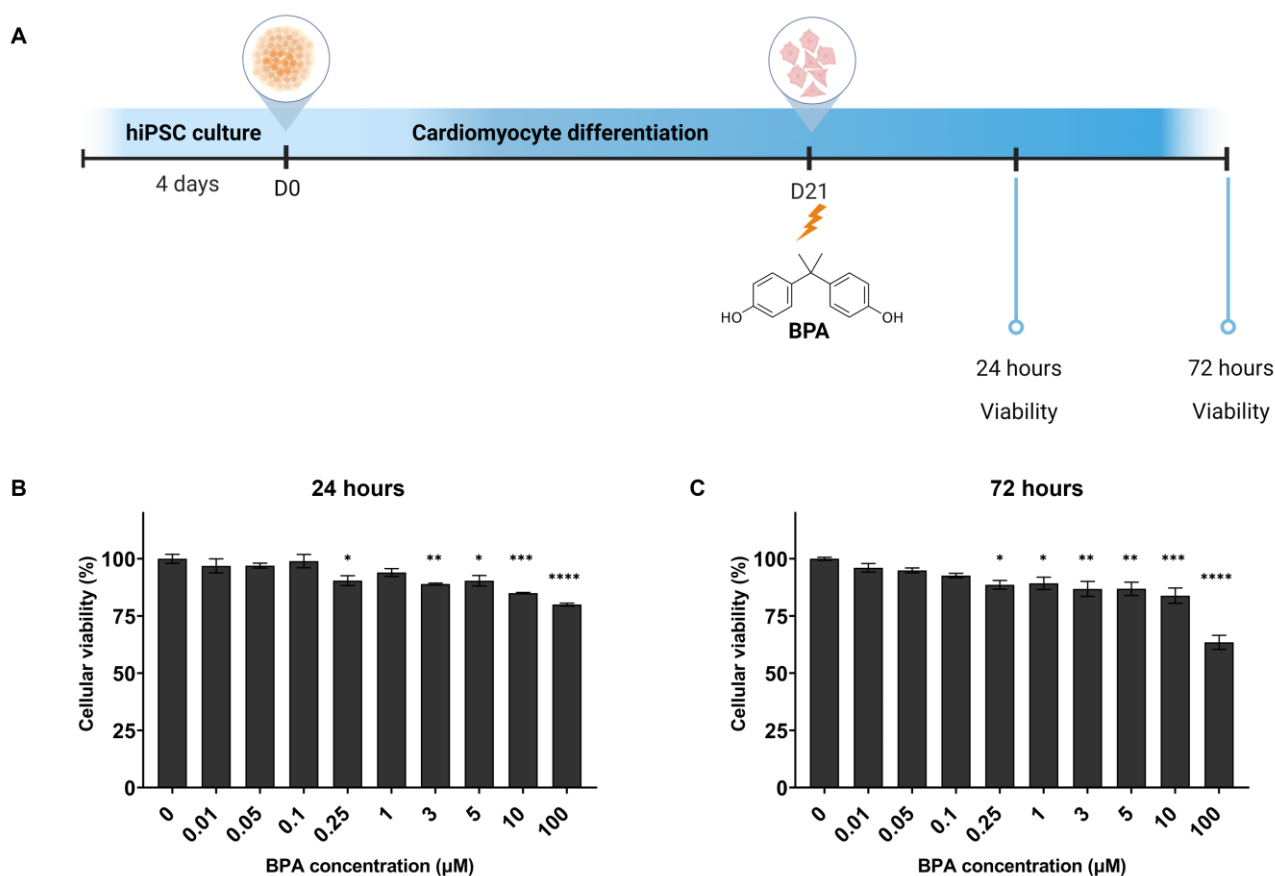 A
hiPSC culture
Cardiomyocyte differentiation
4 days
D0
D21
HO
OH
BPA
24 hours
Viability
72 hours
Viability
B
24 hours
Cellular viability (%)
100
75
50
25
0
*
**
*
***
****
0
0.01
0.05
0.1
0.25
1
3
5
10
100
BPA concentration (µM)
C
72 hours
Cellular viability (%)
100
75
50
25
0
*
*
**
**
***
****
0
0.01
0.05
0.1
0.25
1
3
5
10
100
BPA concentration (µM)